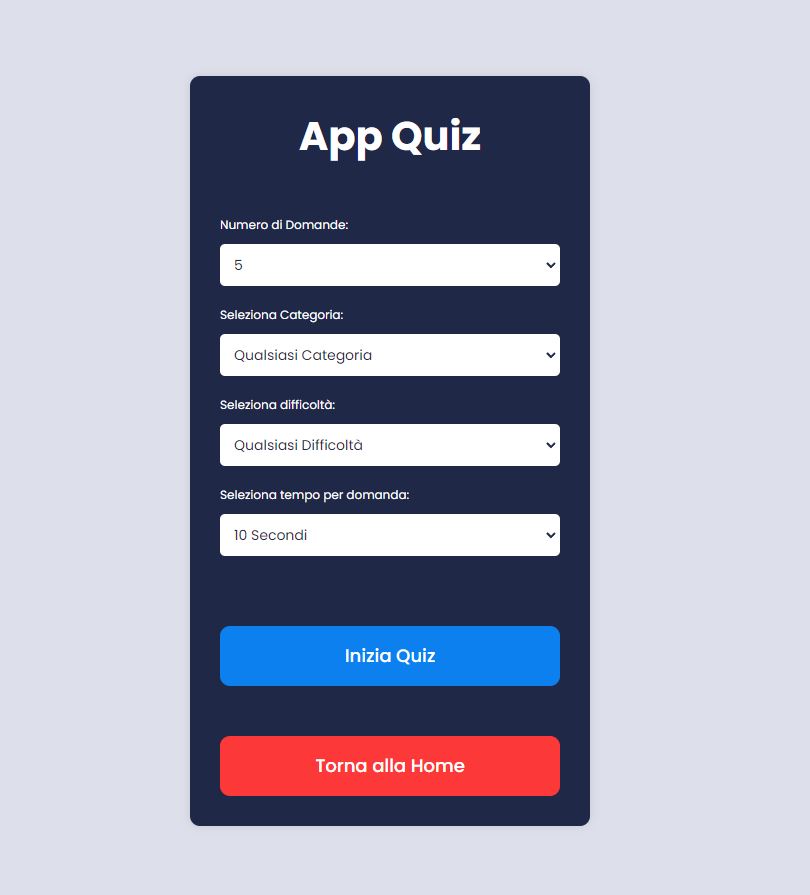 App Quiz
Numero di Domande:
5
Seleziona Categoria:
Qualsiasi Categoria
Seleziona difficoltà:
Qualsiasi Difficoltà
Seleziona tempo per domanda:
10 Secondi
Inizia Quiz
Torna alla Home